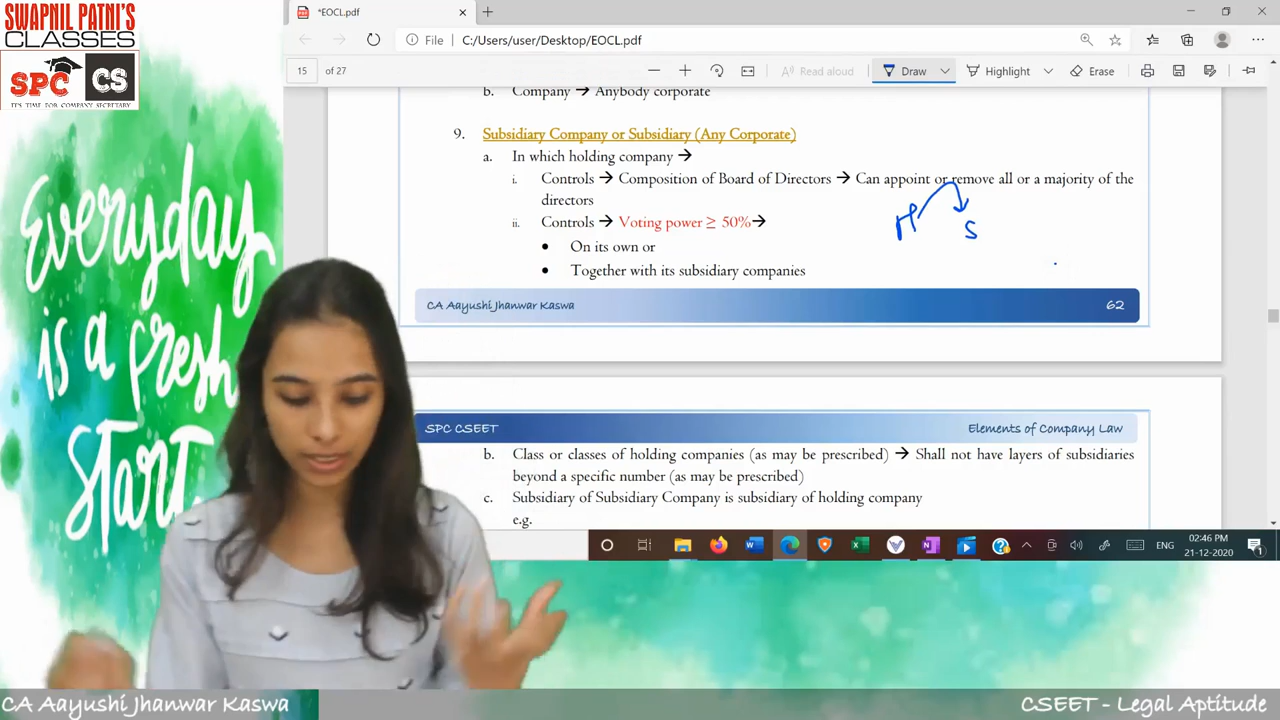 SWAPNIL PATNI'S
CLASSES
SPC CS
IT'S TIME FOR COMPANY SECRETARY
*EOCL.pdf
File C:/Users/user/Desktop/EOCL.pdf
15 of 27 Read aloud Draw Highlight Erase
b. Company → Anybody corporate
9. Subsidiary Company or Subsidiary (Any Corporate)
a. In which holding company →
i. Controls → Composition of Board of Directors → Can appoint or remove all or a majority of the
directors
ii. Controls → Voting power ≥ 50% →
H S
• On its own or
• Together with its subsidiary companies
CA Aayushi Jhanwar Kaswa 62
SPC CSEET Elements of Company Law
b. Class or classes of holding companies (as may be prescribed) → Shall not have layers of subsidiaries
beyond a specific number (as may be prescribed)
c. Subsidiary of Subsidiary Company is subsidiary of holding company
e.g.
ENG 02:46 PM
21-12-2020
Everyday
is a fresh
start.
CA Aayushi Jhanwar Kaswa
CSEET - Legal Aptitude